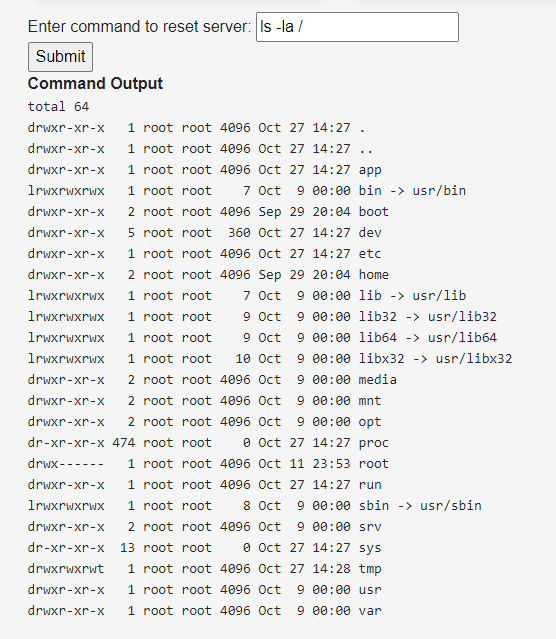 Enter command to reset server: ls -la /
Submit
Command Output
total 64
drwxr-xr-x   1 root root 4096 Oct 27 14:27 .
drwxr-xr-x   1 root root 4096 Oct 27 14:27 ..
drwxr-xr-x   1 root root 4096 Oct 27 14:27 app
lrwxrwxrwx   1 root root    7 Oct  9 00:00 bin -> usr/bin
drwxr-xr-x   2 root root 4096 Sep 29 20:04 boot
drwxr-xr-x   5 root root  360 Oct 27 14:27 dev
drwxr-xr-x   1 root root 4096 Oct 27 14:27 etc
drwxr-xr-x   2 root root 4096 Sep 29 20:04 home
lrwxrwxrwx   1 root root    7 Oct  9 00:00 lib -> usr/lib
lrwxrwxrwx   1 root root    9 Oct  9 00:00 lib32 -> usr/lib32
lrwxrwxrwx   1 root root    9 Oct  9 00:00 lib64 -> usr/lib64
lrwxrwxrwx   1 root root   10 Oct  9 00:00 libx32 -> usr/libx32
drwxr-xr-x   2 root root 4096 Oct  9 00:00 media
drwxr-xr-x   2 root root 4096 Oct  9 00:00 mnt
drwxr-xr-x   2 root root 4096 Oct  9 00:00 opt
dr-xr-xr-x 474 root root    0 Oct 27 14:27 proc
drwx------   1 root root 4096 Oct 11 23:53 root
drwxr-xr-x   1 root root 4096 Oct 27 14:27 run
lrwxrwxrwx   1 root root    8 Oct  9 00:00 sbin -> usr/sbin
drwxr-xr-x   2 root root 4096 Oct  9 00:00 srv
dr-xr-xr-x  13 root root    0 Oct 27 14:27 sys
drwxrwxrwt   1 root root 4096 Oct 27 14:28 tmp
drwxr-xr-x   1 root root 4096 Oct  9 00:00 usr
drwxr-xr-x   1 root root 4096 Oct  9 00:00 var